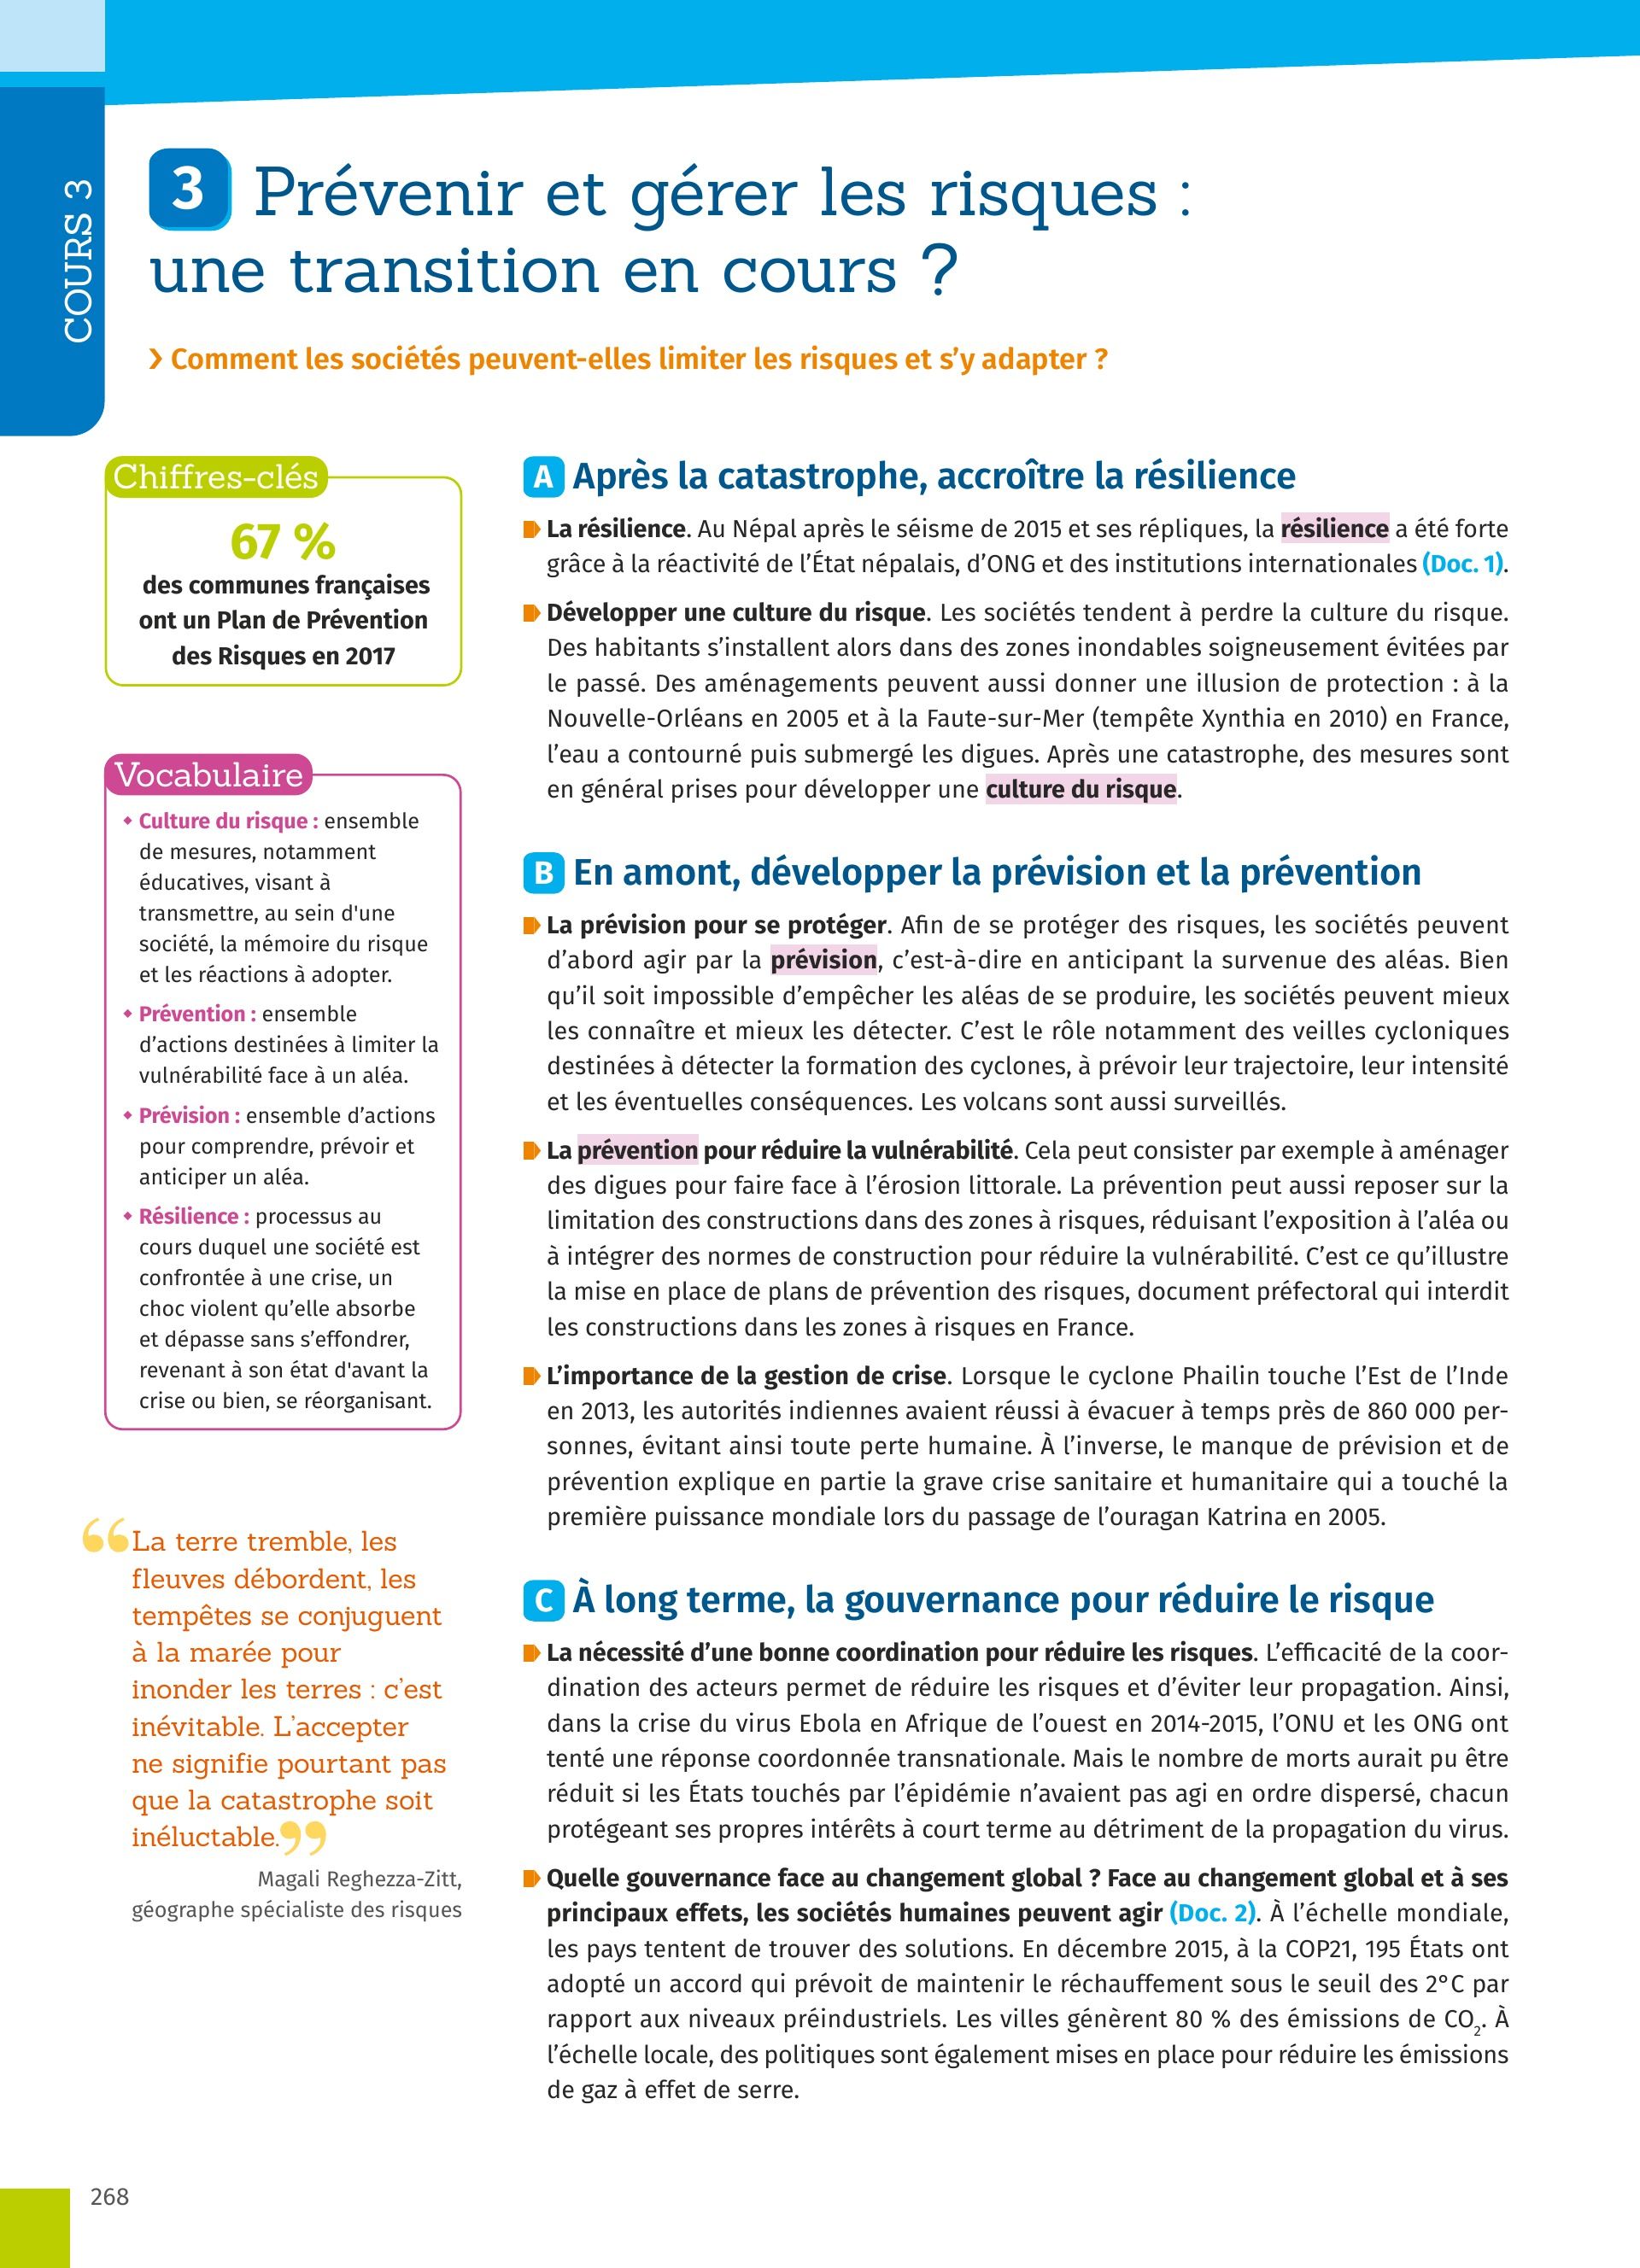 COURS 3
3 Prévenir et gérer les risques :
une transition en cours ?
› Comment les sociétés peuvent-elles limiter les risques et s’y adapter ?
Chiffres-clés
67 %
des communes françaises
ont un Plan de Prévention
des Risques en 2017
Vocabulaire
• Culture du risque : ensemble
de mesures, notamment
éducatives, visant à
transmettre, au sein d'une
société, la mémoire du risque
et les réactions à adopter.
• Prévention : ensemble
d’actions destinées à limiter la
vulnérabilité face à un aléa.
• Prévision : ensemble d’actions
pour comprendre, prévoir et
anticiper un aléa.
• Résilience : processus au
cours duquel une société est
confrontée à une crise, un
choc violent qu’elle absorbe
et dépasse sans s’effondrer,
revenant à son état d'avant la
crise ou bien, se réorganisant.
“La terre tremble, les
fleuves débordent, les
tempêtes se conjuguent
à la marée pour
inonder les terres : c’est
inévitable. L’accepter
ne signifie pourtant pas
que la catastrophe soit
inéluctable.”
Magali Reghezza-Zitt,
géographe spécialiste des risques
A Après la catastrophe, accroître la résilience
La résilience. Au Népal après le séisme de 2015 et ses répliques, la résilience a été forte
grâce à la réactivité de l’État népalais, d’ONG et des institutions internationales (Doc. 1).
Développer une culture du risque. Les sociétés tendent à perdre la culture du risque.
Des habitants s’installent alors dans des zones inondables soigneusement évitées par
le passé. Des aménagements peuvent aussi donner une illusion de protection : à la
Nouvelle-Orléans en 2005 et à la Faute-sur-Mer (tempête Xynthia en 2010) en France,
l’eau a contourné puis submergé les digues. Après une catastrophe, des mesures sont
en général prises pour développer une culture du risque.
B En amont, développer la prévision et la prévention
La prévision pour se protéger. Afin de se protéger des risques, les sociétés peuvent
d’abord agir par la prévision, c’est-à-dire en anticipant la survenue des aléas. Bien
qu’il soit impossible d’empêcher les aléas de se produire, les sociétés peuvent mieux
les connaître et mieux les détecter. C’est le rôle notamment des veilles cycloniques
destinées à détecter la formation des cyclones, à prévoir leur trajectoire, leur intensité
et les éventuelles conséquences. Les volcans sont aussi surveillés.
La prévention pour réduire la vulnérabilité. Cela peut consister par exemple à aménager
des digues pour faire face à l’érosion littorale. La prévention peut aussi reposer sur la
limitation des constructions dans des zones à risques, réduisant l’exposition à l’aléa ou
à intégrer des normes de construction pour réduire la vulnérabilité. C’est ce qu’illustre
la mise en place de plans de prévention des risques, document préfectoral qui interdit
les constructions dans les zones à risques en France.
L’importance de la gestion de crise. Lorsque le cyclone Phailin touche l’Est de l’Inde
en 2013, les autorités indiennes avaient réussi à évacuer à temps près de 860 000 per-
sonnes, évitant ainsi toute perte humaine. À l’inverse, le manque de prévision et de
prévention explique en partie la grave crise sanitaire et humanitaire qui a touché la
première puissance mondiale lors du passage de l’ouragan Katrina en 2005.
C À long terme, la gouvernance pour réduire le risque
La nécessité d’une bonne coordination pour réduire les risques. L’efficacité de la coor-
dination des acteurs permet de réduire les risques et d’éviter leur propagation. Ainsi,
dans la crise du virus Ebola en Afrique de l’ouest en 2014-2015, l’ONU et les ONG ont
tenté une réponse coordonnée transnationale. Mais le nombre de morts aurait pu être
réduit si les États touchés par l’épidémie n’avaient pas agi en ordre dispersé, chacun
protégeant ses propres intérêts à court terme au détriment de la propagation du virus.
Quelle gouvernance face au changement global ? Face au changement global et à ses
principaux effets, les sociétés humaines peuvent agir (Doc. 2). À l’échelle mondiale,
les pays tentent de trouver des solutions. En décembre 2015, à la COP21, 195 États ont
adopté un accord qui prévoit de maintenir le réchauffement sous le seuil des 2°C par
rapport aux niveaux préindustriels. Les villes génèrent 80 % des émissions de CO₂. À
l’échelle locale, des politiques sont également mises en place pour réduire les émissions
de gaz à effet de serre.
268